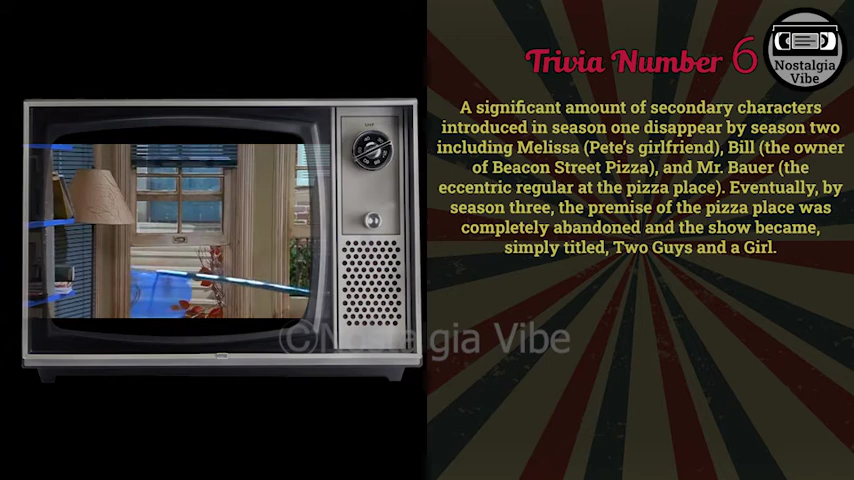 Trivia Number 6
Nostalgia
Vibe
A significant amount of secondary characters
introduced in season one disappear by season two
including Melissa (Pete's girlfriend), Bill (the owner
of Beacon Street Pizza), and Mr. Bauer (the
eccentric regular at the pizza place). Eventually, by
season three, the premise of the pizza place was
completely abandoned and the show became,
simply titled, Two Guys and a Girl.
©Nostalgia Vibe